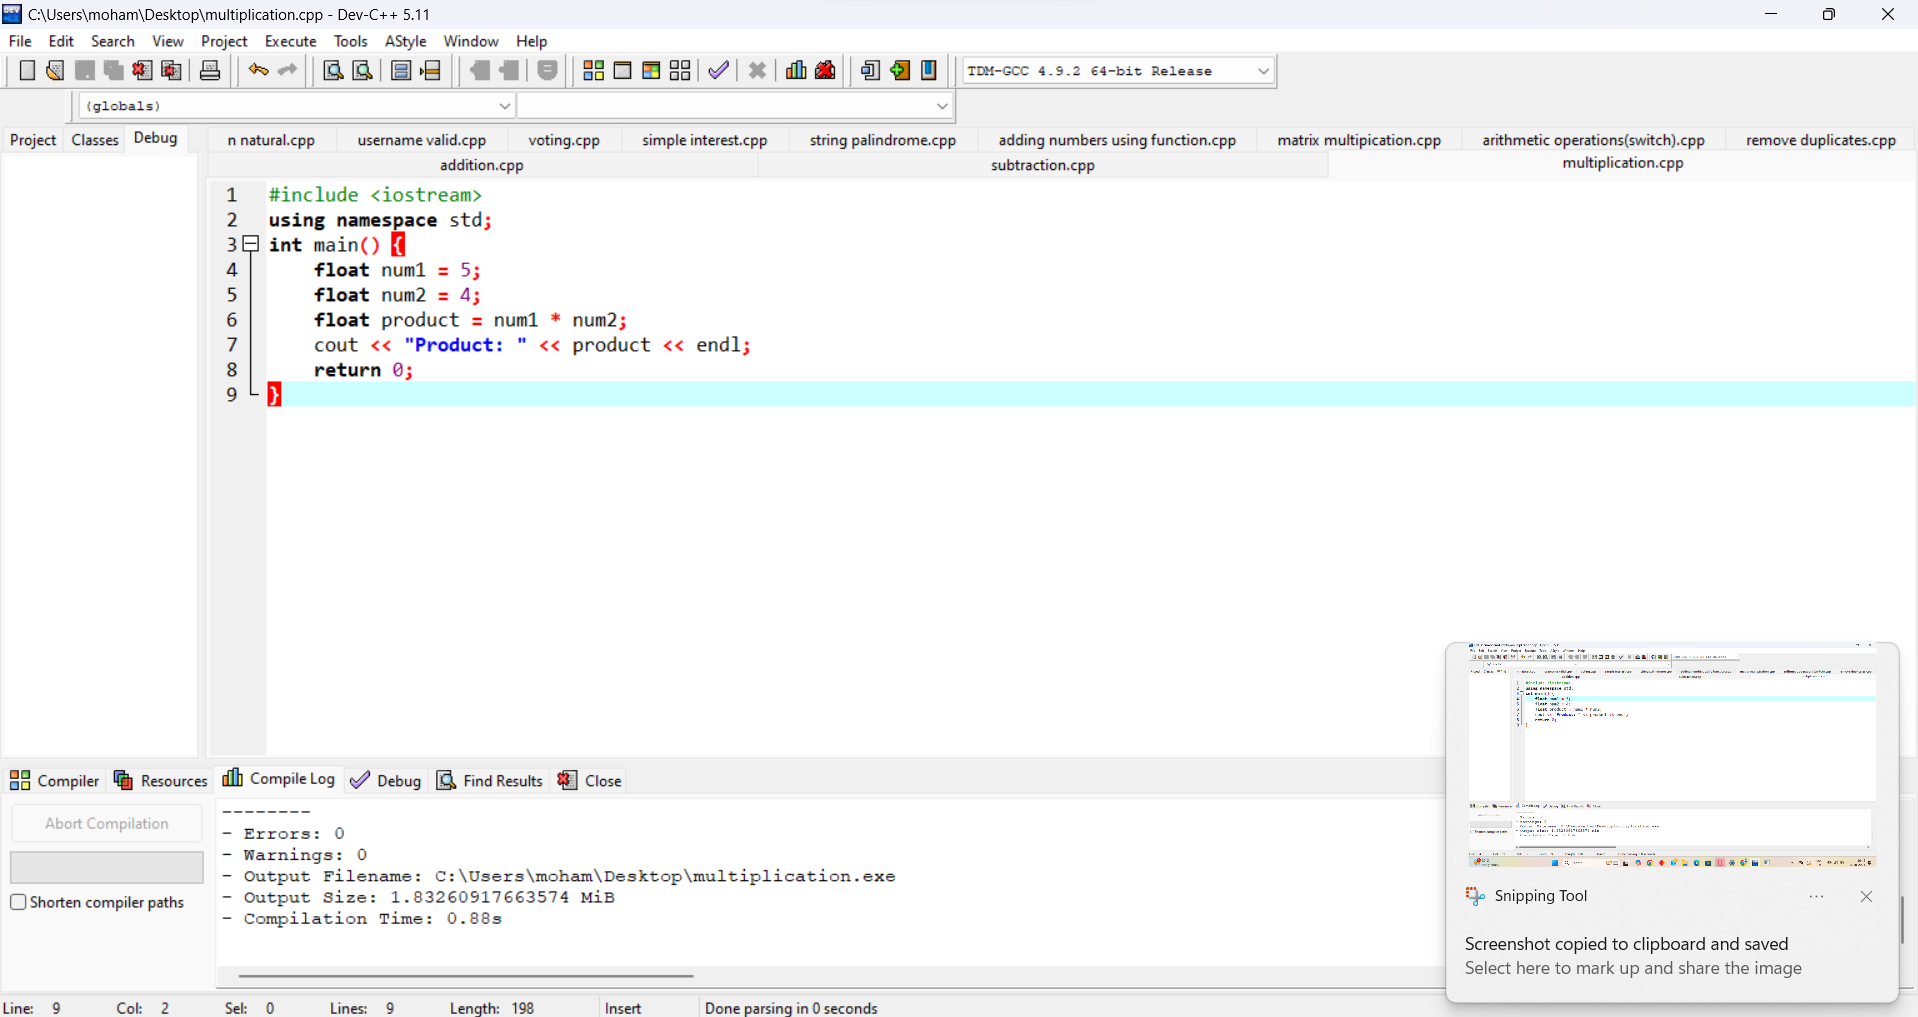 C:\Users\moham\Desktop\multiplication.cpp - Dev-C++ 5.11
File Edit Search View Project Execute Tools AStyle Window Help
TDM-GCC 4.9.2 64-bit Release
(globals)
Project Classes Debug
n natural.cpp username valid.cpp voting.cpp simple interest.cpp string palindrome.cpp adding numbers using function.cpp matrix multipication.cpp arithmetic operations(switch).cpp remove duplicates.cpp
addition.cpp subtraction.cpp multiplication.cpp
1 #include <iostream>
2 using namespace std;
3 int main() {
4 float num1 = 5;
5 float num2 = 4;
6 float product = num1 * num2;
7 cout << "Product: " << product << endl;
8 return 0;
9 }
Compiler Resources Compile Log Debug Find Results Close
Abort Compilation
Shorten compiler paths
--------
- Errors: 0
- Warnings: 0
- Output Filename: C:\Users\moham\Desktop\multiplication.exe
- Output Size: 1.83260917663574 MiB
- Compilation Time: 0.88s
Snipping Tool
Screenshot copied to clipboard and saved
Select here to mark up and share the image
Line: 9 Col: 2 Sel: 0 Lines: 9 Length: 198 Insert Done parsing in 0 seconds